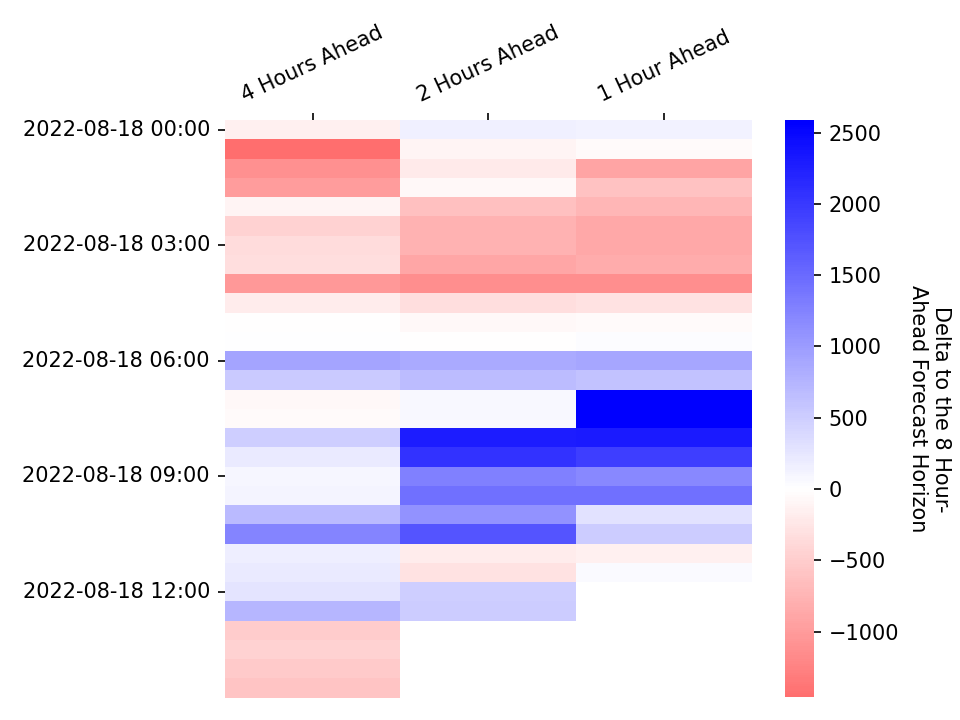 4 Hours Ahead
2 Hours Ahead
1 Hour Ahead
2022-08-18 00:00
2022-08-18 03:00
2022-08-18 06:00
2022-08-18 09:00
2022-08-18 12:00
2500
2000
1500
1000
500
0
−500
−1000
Delta to the 8 Hour-
Ahead Forecast Horizon